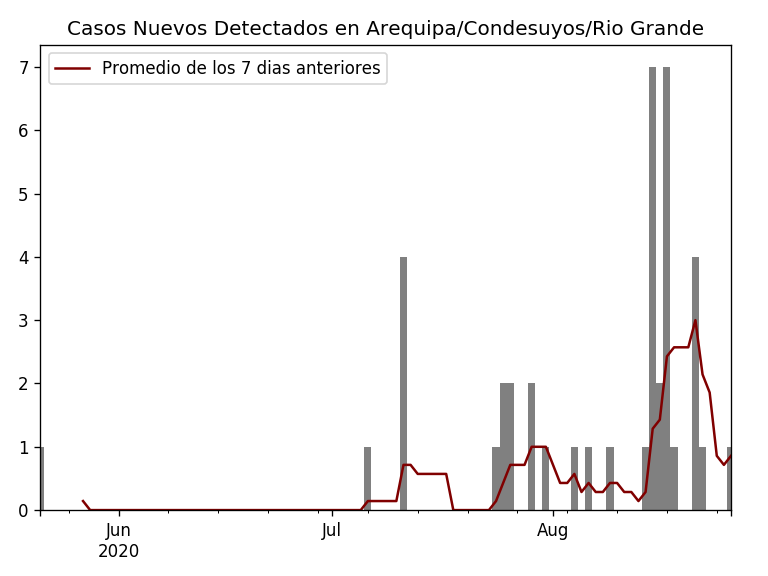 Casos Nuevos Detectados en Arequipa/Condesuyos/Rio Grande
Promedio de los 7 dias anteriores
7
6
5
4
3
2
1
0
Jun
2020
Jul
Aug